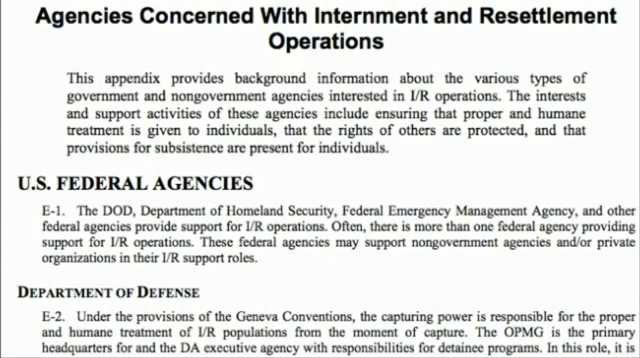 Agencies Concerned With Internment and Resettlement
Operations
This appendix provides background information about the various types of
government and nongovernment agencies interested in I/R operations. The interests
and support activities of these agencies include ensuring that proper and humane
treatment is given to individuals, that the rights of others are protected, and that
provisions for subsistence are present for individuals.
U.S. FEDERAL AGENCIES
E-1. The DOD, Department of Homeland Security, Federal Emergency Management Agency, and other
federal agencies provide support for I/R operations. Often, there is more than one federal agency providing
support for I/R operations. These federal agencies may support nongovernment agencies and/or private
organizations in their I/R support roles.
DEPARTMENT OF DEFENSE
E-2. Under the provisions of the Geneva Conventions, the capturing power is responsible for the proper
and humane treatment of I/R populations from the moment of capture. The OPMG is the primary
headquarters for and the DA executive agency with responsibilities for detainee programs. In this role, it is